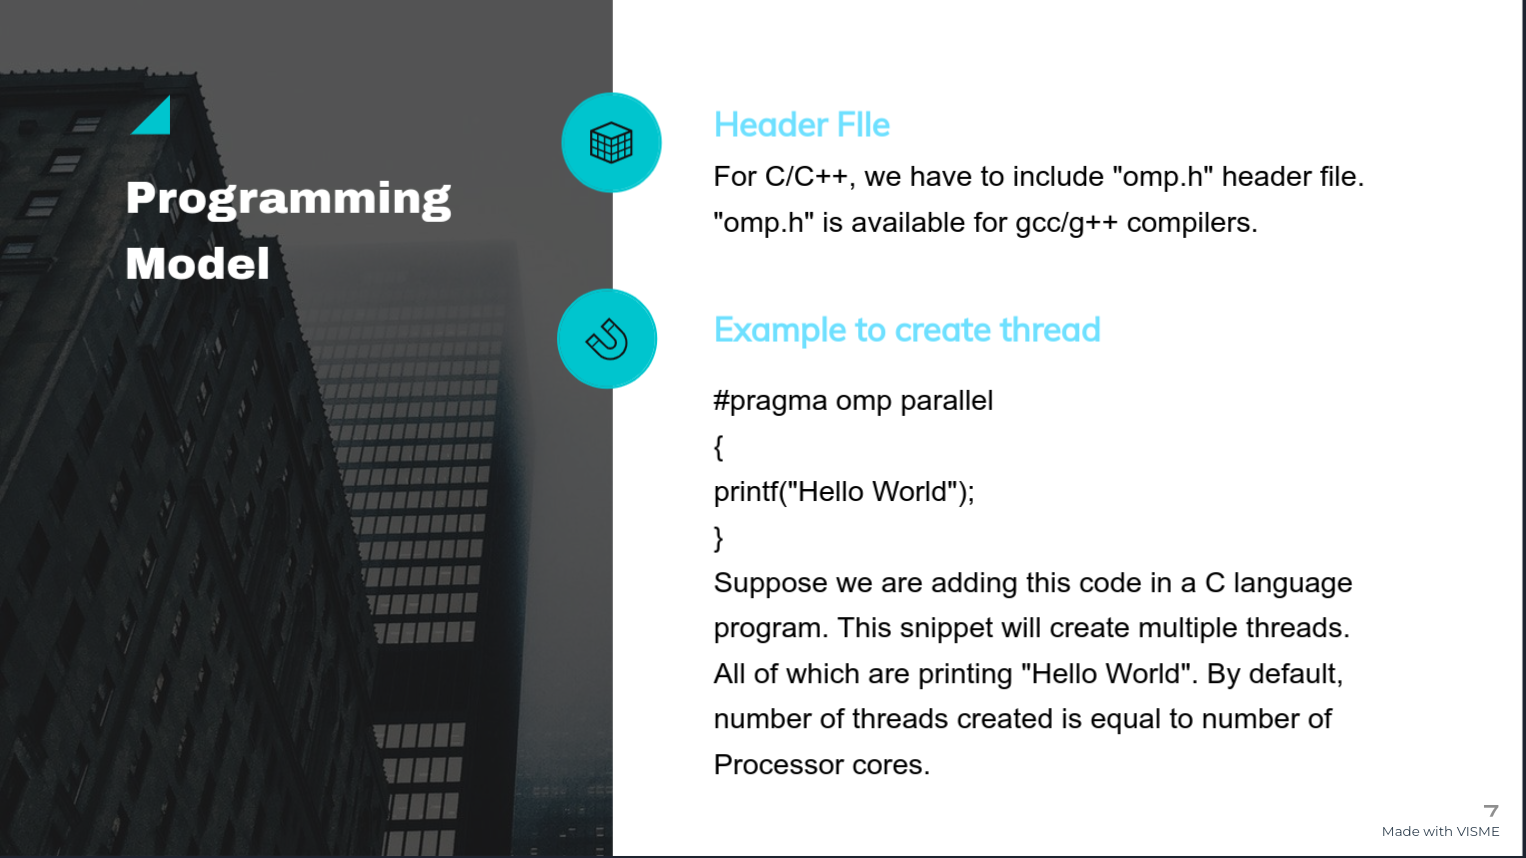 Programming
Model
Header FIle
For C/C++, we have to include "omp.h" header file.
"omp.h" is available for gcc/g++ compilers.
Example to create thread
#pragma omp parallel
{
printf("Hello World");
}
Suppose we are adding this code in a C language
program. This snippet will create multiple threads.
All of which are printing "Hello World". By default,
number of threads created is equal to number of
Processor cores.
7
Made with VISME